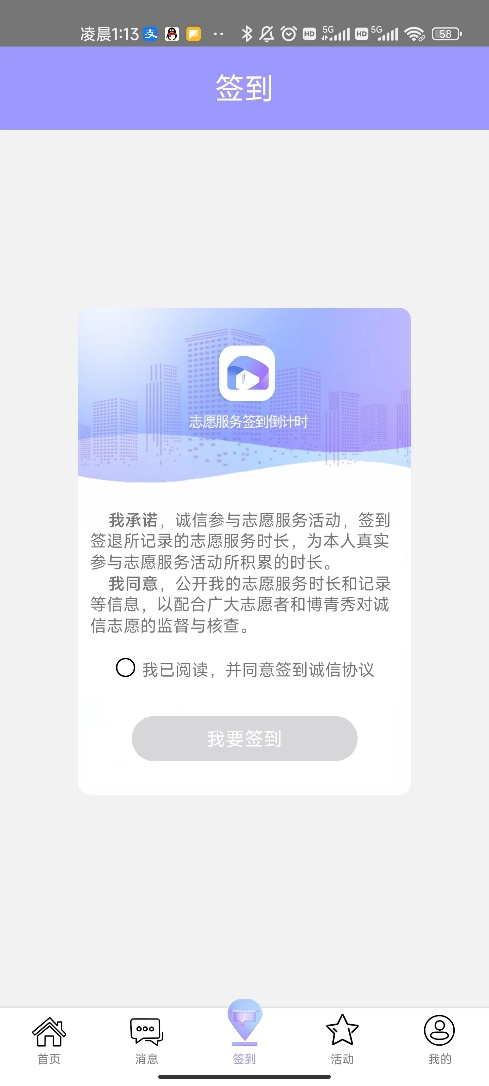 凌晨1:13
HD 5G HD 5G 58
签到
志愿服务签到倒计时
我承诺，诚信参与志愿服务活动，签到
签退所记录的志愿服务时长，为本人真实
参与志愿服务活动所积累的时长。
我同意，公开我的志愿服务时长和记录
等信息，以配合广大志愿者和博青秀对诚
信志愿的监督与核查。
我已阅读，并同意签到诚信协议
我要签到
首页 消息 签到 活动 我的